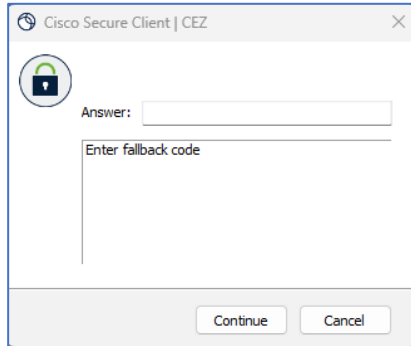 Cisco Secure Client | CEZ
Answer:
Enter fallback code
Continue Cancel